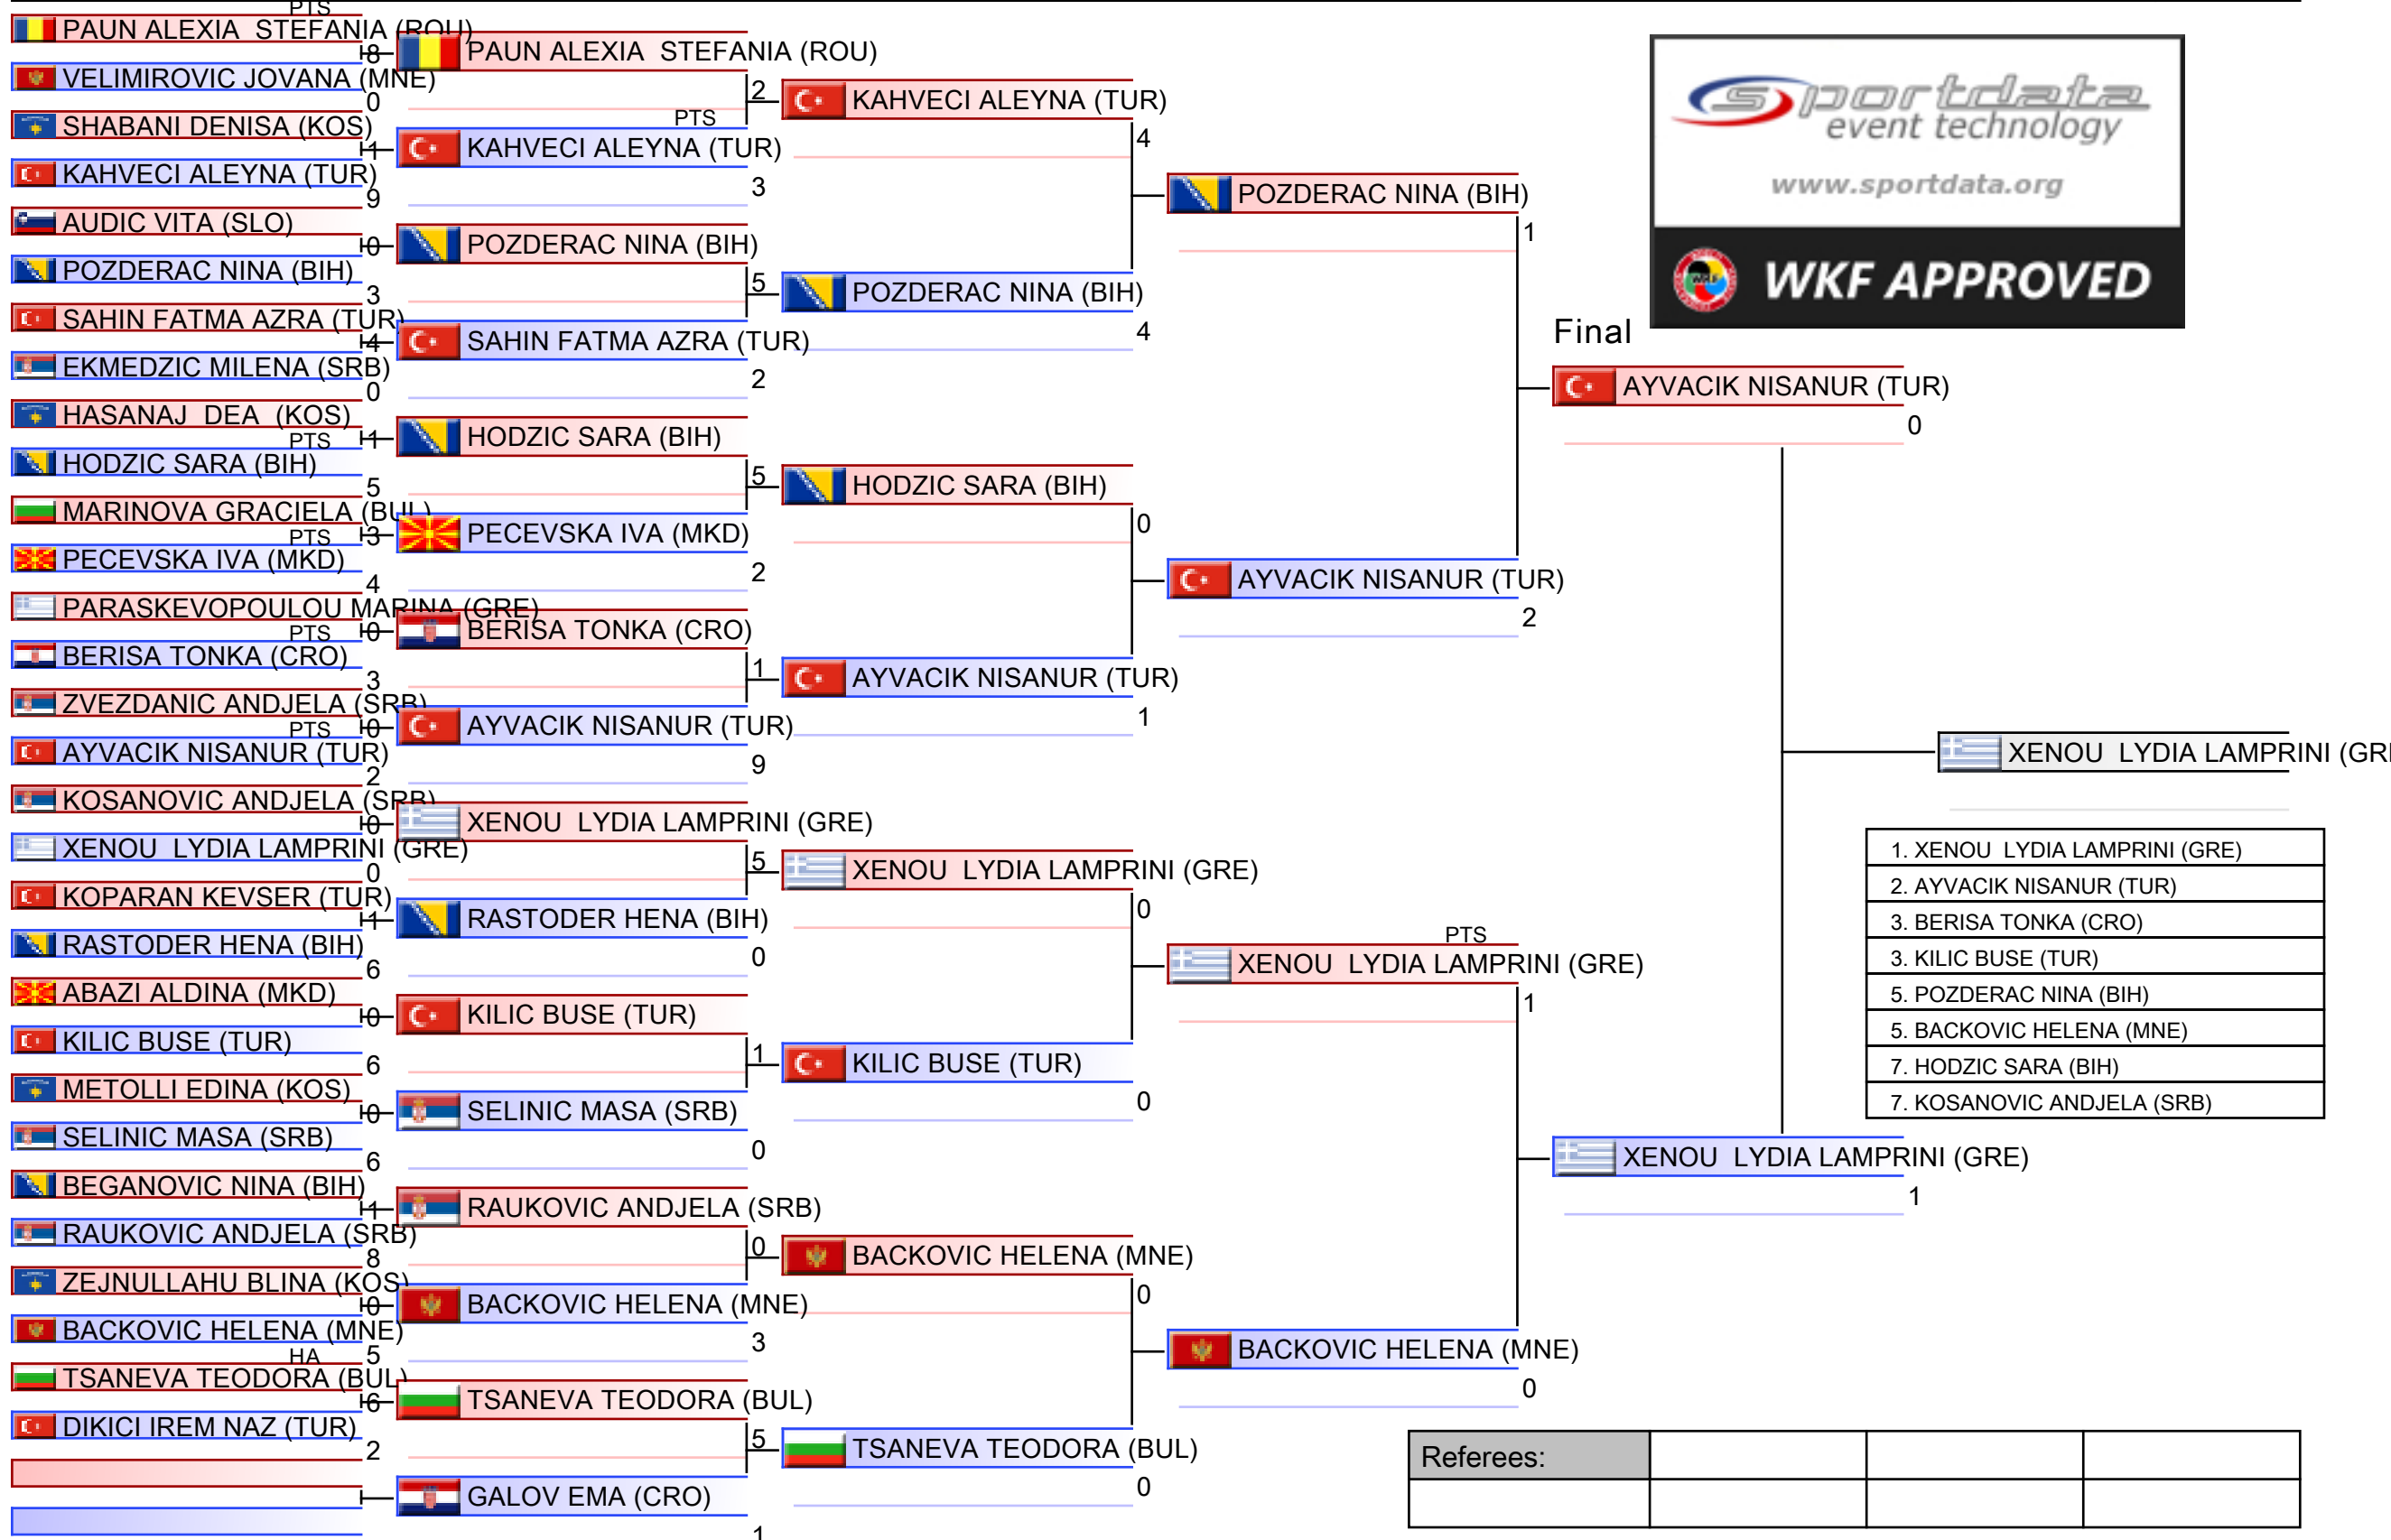 PTS
PAUN ALEXIA STEFANIA (ROU)
8
VELIMIROVIC JOVANA (MNE)
0
SHABANI DENISA (KOS)
1
KAHVECI ALEYNA (TUR)
9
AUDIC VITA (SLO)
0
POZDERAC NINA (BIH)
3
SAHIN FATMA AZRA (TUR)
4
EKMEDZIC MILENA (SRB)
0
HASANAJ DEA (KOS)
PTS 1
HODZIC SARA (BIH)
5
MARINOVA GRACIELA (BUL)
PTS 3
PECEVSKA IVA (MKD)
4
PARASKEVOPOULOU MARINA (GRE)
PTS 0
BERISA TONKA (CRO)
3
ZVEZDANIC ANDJELA (SRB)
PTS 0
AYVACIK NISANUR (TUR)
2
KOSANOVIC ANDJELA (SRB)
0
XENOU LYDIA LAMPRINI (GRE)
0
KOPARAN KEVSER (TUR)
1
RASTODER HENA (BIH)
6
ABAZI ALDINA (MKD)
0
KILIC BUSE (TUR)
6
METOLLI EDINA (KOS)
0
SELINIC MASA (SRB)
6
BEGANOVIC NINA (BIH)
1
RAUKOVIC ANDJELA (SRB)
8
ZEJNULLAHU BLINA (KOS)
0
BACKOVIC HELENA (MNE)
HA 5
TSANEVA TEODORA (BUL)
6
DIKICI IREM NAZ (TUR)
2
PAUN ALEXIA STEFANIA (ROU)
2
PTS
KAHVECI ALEYNA (TUR)
3
POZDERAC NINA (BIH)
5
SAHIN FATMA AZRA (TUR)
2
HODZIC SARA (BIH)
5
PECEVSKA IVA (MKD)
2
BERISA TONKA (CRO)
1
AYVACIK NISANUR (TUR)
9
XENOU LYDIA LAMPRINI (GRE)
5
RASTODER HENA (BIH)
0
KILIC BUSE (TUR)
1
SELINIC MASA (SRB)
0
RAUKOVIC ANDJELA (SRB)
0
BACKOVIC HELENA (MNE)
3
TSANEVA TEODORA (BUL)
5
GALOV EMA (CRO)
1
KAHVECI ALEYNA (TUR)
4
POZDERAC NINA (BIH)
4
HODZIC SARA (BIH)
0
AYVACIK NISANUR (TUR)
1
XENOU LYDIA LAMPRINI (GRE)
0
KILIC BUSE (TUR)
0
BACKOVIC HELENA (MNE)
0
TSANEVA TEODORA (BUL)
0
POZDERAC NINA (BIH)
1
AYVACIK NISANUR (TUR)
2
PTS
XENOU LYDIA LAMPRINI (GRE)
1
BACKOVIC HELENA (MNE)
0
Final
AYVACIK NISANUR (TUR)
0
XENOU LYDIA LAMPRINI (GRE)
1
sportdata
event technology
www.sportdata.org
WKF APPROVED
XENOU LYDIA LAMPRINI (GR
1. XENOU LYDIA LAMPRINI (GRE)
2. AYVACIK NISANUR (TUR)
3. BERISA TONKA (CRO)
3. KILIC BUSE (TUR)
5. POZDERAC NINA (BIH)
5. BACKOVIC HELENA (MNE)
7. HODZIC SARA (BIH)
7. KOSANOVIC ANDJELA (SRB)
Referees: